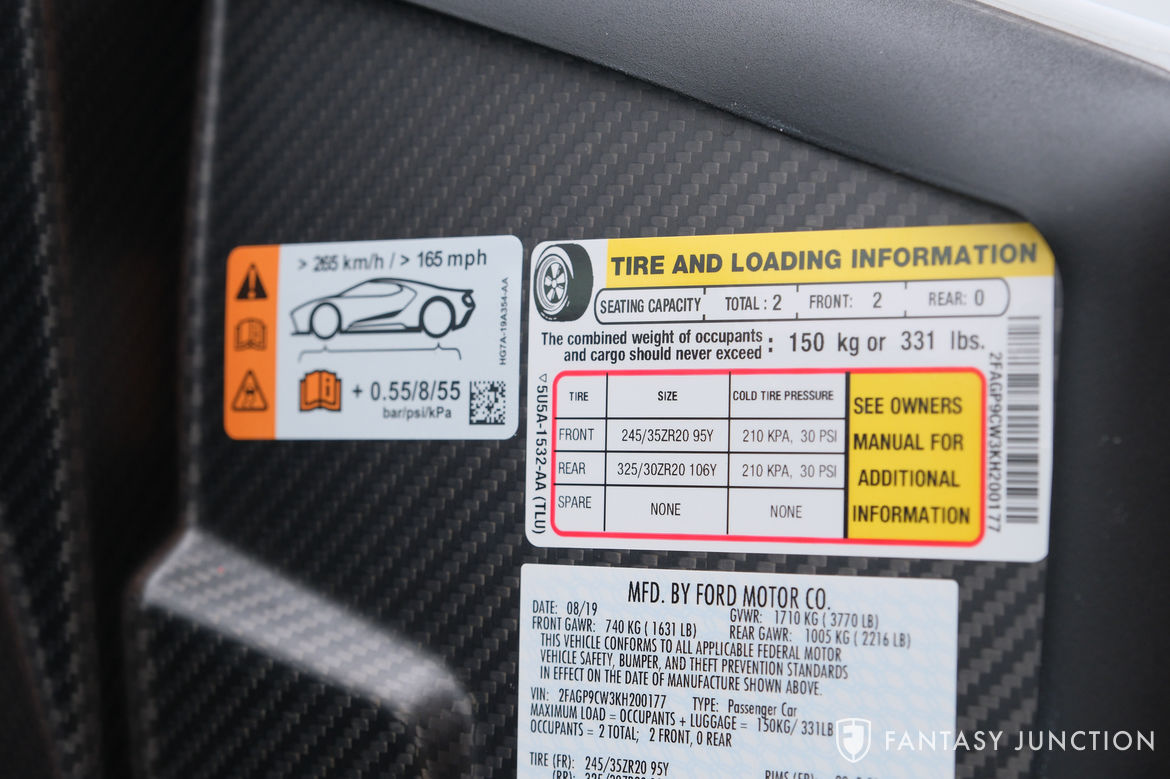 > 265 km/h / > 165 mph
HG7A-19A354-AA
+ 0.55/8/55
bar/psi/kPa
TIRE AND LOADING INFORMATION
SEATING CAPACITY TOTAL : 2 FRONT: 2 REAR: 0
The combined weight of occupants
and cargo should never exceed : 150 kg or 331 lbs.
5U5A-1532-AA (TLU)
TIRE SIZE COLD TIRE PRESSURE
FRONT 245/35ZR20 95Y 210 KPA, 30 PSI
REAR 325/30ZR20 106Y 210 KPA, 30 PSI
SPARE NONE NONE
SEE OWNERS
MANUAL FOR
ADDITIONAL
INFORMATION
2FAGP9CW3KH200177
MFD. BY FORD MOTOR CO.
DATE: 08/19 GVWR: 1710 KG ( 3770 LB)
FRONT GAWR: 740 KG ( 1631 LB) REAR GAWR: 1005 KG ( 2216 LB)
THIS VEHICLE CONFORMS TO ALL APPLICABLE FEDERAL MOTOR
VEHICLE SAFETY, BUMPER, AND THEFT PREVENTION STANDARDS
IN EFFECT ON THE DATE OF MANUFACTURE SHOWN ABOVE.
VIN: 2FAGP9CW3KH200177 TYPE: Passenger Car
MAXIMUM LOAD = OCCUPANTS + LUGGAGE = 150KG/ 331LB
OCCUPANTS = 2 TOTAL; 2 FRONT, 0 REAR
TIRE (FR): 245/35ZR20 95Y
FANTASY JUNCTION